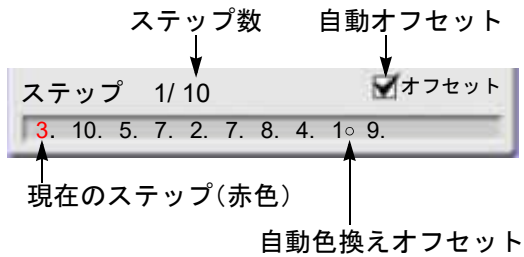 ステップ数 自動オフセット
ステップ 1/ 10 オフセット
3. 10. 5. 7. 2. 7. 8. 4. 1○ 9.
現在のステップ(赤色)
自動色換えオフセット